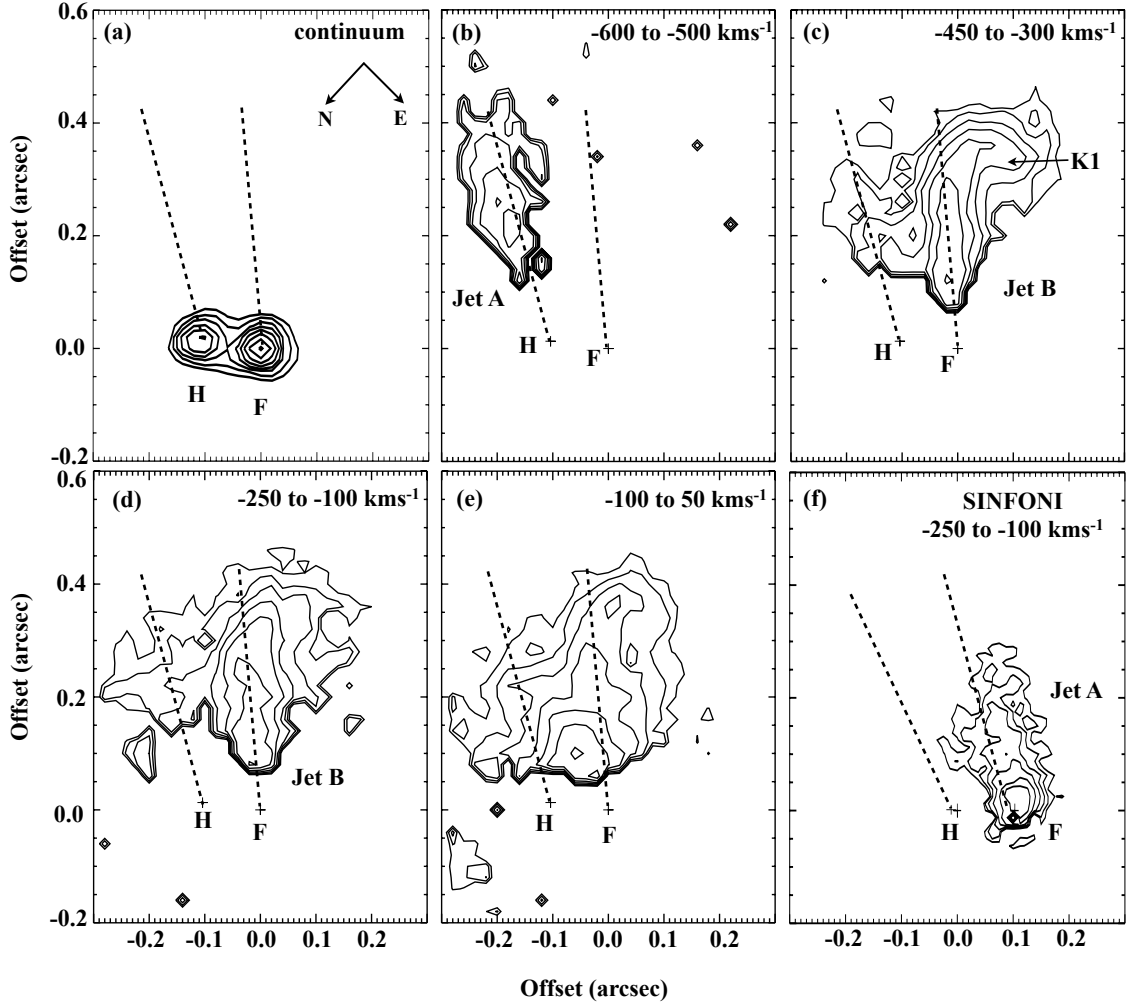 (a)
continuum
N
E
H
F
(b)
-600 to -500 kms-1
Jet A
H
F
(c)
-450 to -300 kms-1
K1
Jet B
H
F
0.6
0.4
0.2
0.0
-0.2
Offset (arcsec)
(d)
-250 to -100 kms-1
Jet B
H
F
(e)
-100 to 50 kms-1
H
F
(f)
SINFONI
-250 to -100 kms-1
Jet A
H
F
0.6
0.4
0.2
0.0
-0.2
Offset (arcsec)
-0.2 -0.1 0.0 0.1 0.2
-0.2 -0.1 0.0 0.1 0.2
-0.2 -0.1 0.0 0.1 0.2
Offset (arcsec)